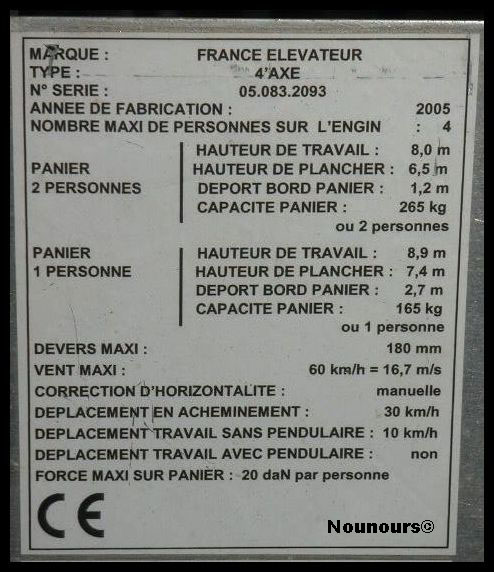 MARQUE : FRANCE ELEVATEUR
TYPE : 4'AXE
N° SERIE : 05.083.2093
ANNEE DE FABRICATION : 2005
NOMBRE MAXI DE PERSONNES SUR L'ENGIN : 4
PANIER
2 PERSONNES
HAUTEUR DE TRAVAIL : 8,0 m
HAUTEUR DE PLANCHER : 6,5 m
DEPORT BORD PANIER : 1,2 m
CAPACITE PANIER : 265 kg
ou 2 personnes
PANIER
1 PERSONNE
HAUTEUR DE TRAVAIL : 8,9 m
HAUTEUR DE PLANCHER : 7,4 m
DEPORT BORD PANIER : 2,7 m
CAPACITE PANIER : 165 kg
ou 1 personne
DEVERS MAXI : 180 mm
VENT MAXI : 60 km/h = 16,7 m/s
CORRECTION D'HORIZONTALITE : manuelle
DEPLACEMENT EN ACHEMINEMENT : 30 km/h
DEPLACEMENT TRAVAIL SANS PENDULAIRE : 10 km/h
DEPLACEMENT TRAVAIL AVEC PENDULAIRE : non
FORCE MAXI SUR PANIER : 20 daN par personne
CE
Nounours©